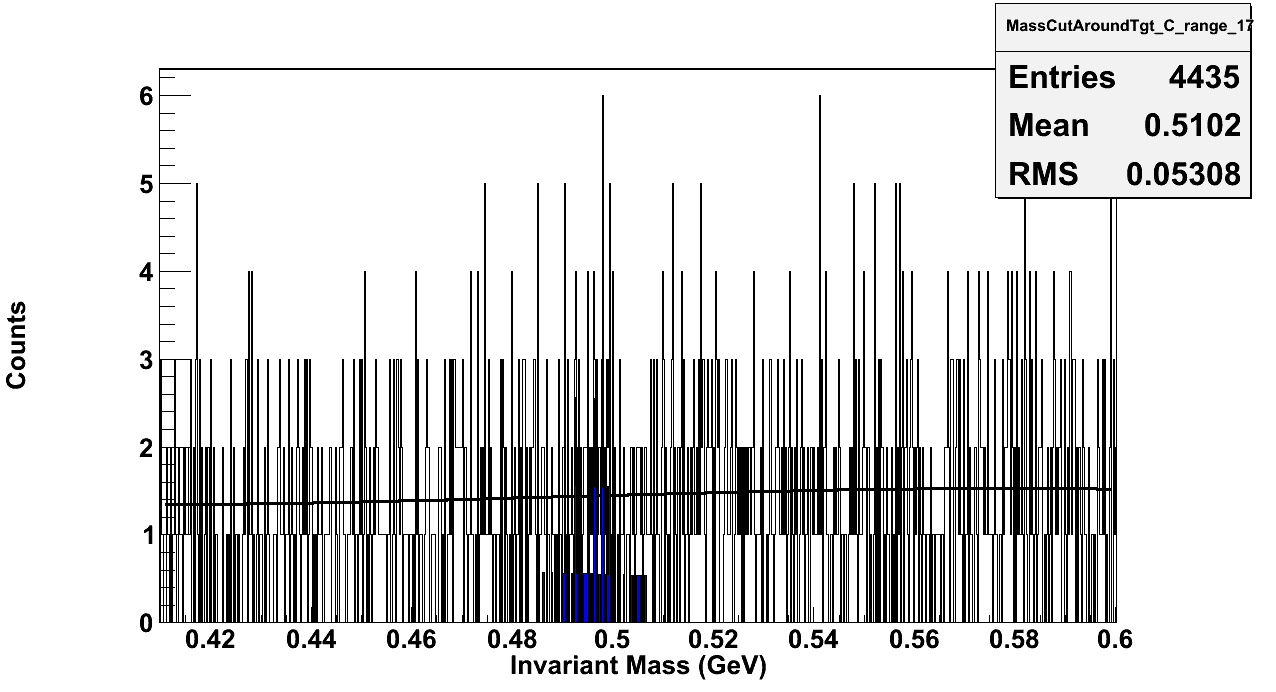 MassCutAroundTgt_C_range_17
Entries 4435
Mean 0.5102
RMS 0.05308
Counts
6
5
4
3
2
1
0
0.42 0.44 0.46 0.48 0.5 0.52 0.54 0.56 0.58 0.6
Invariant Mass (GeV)